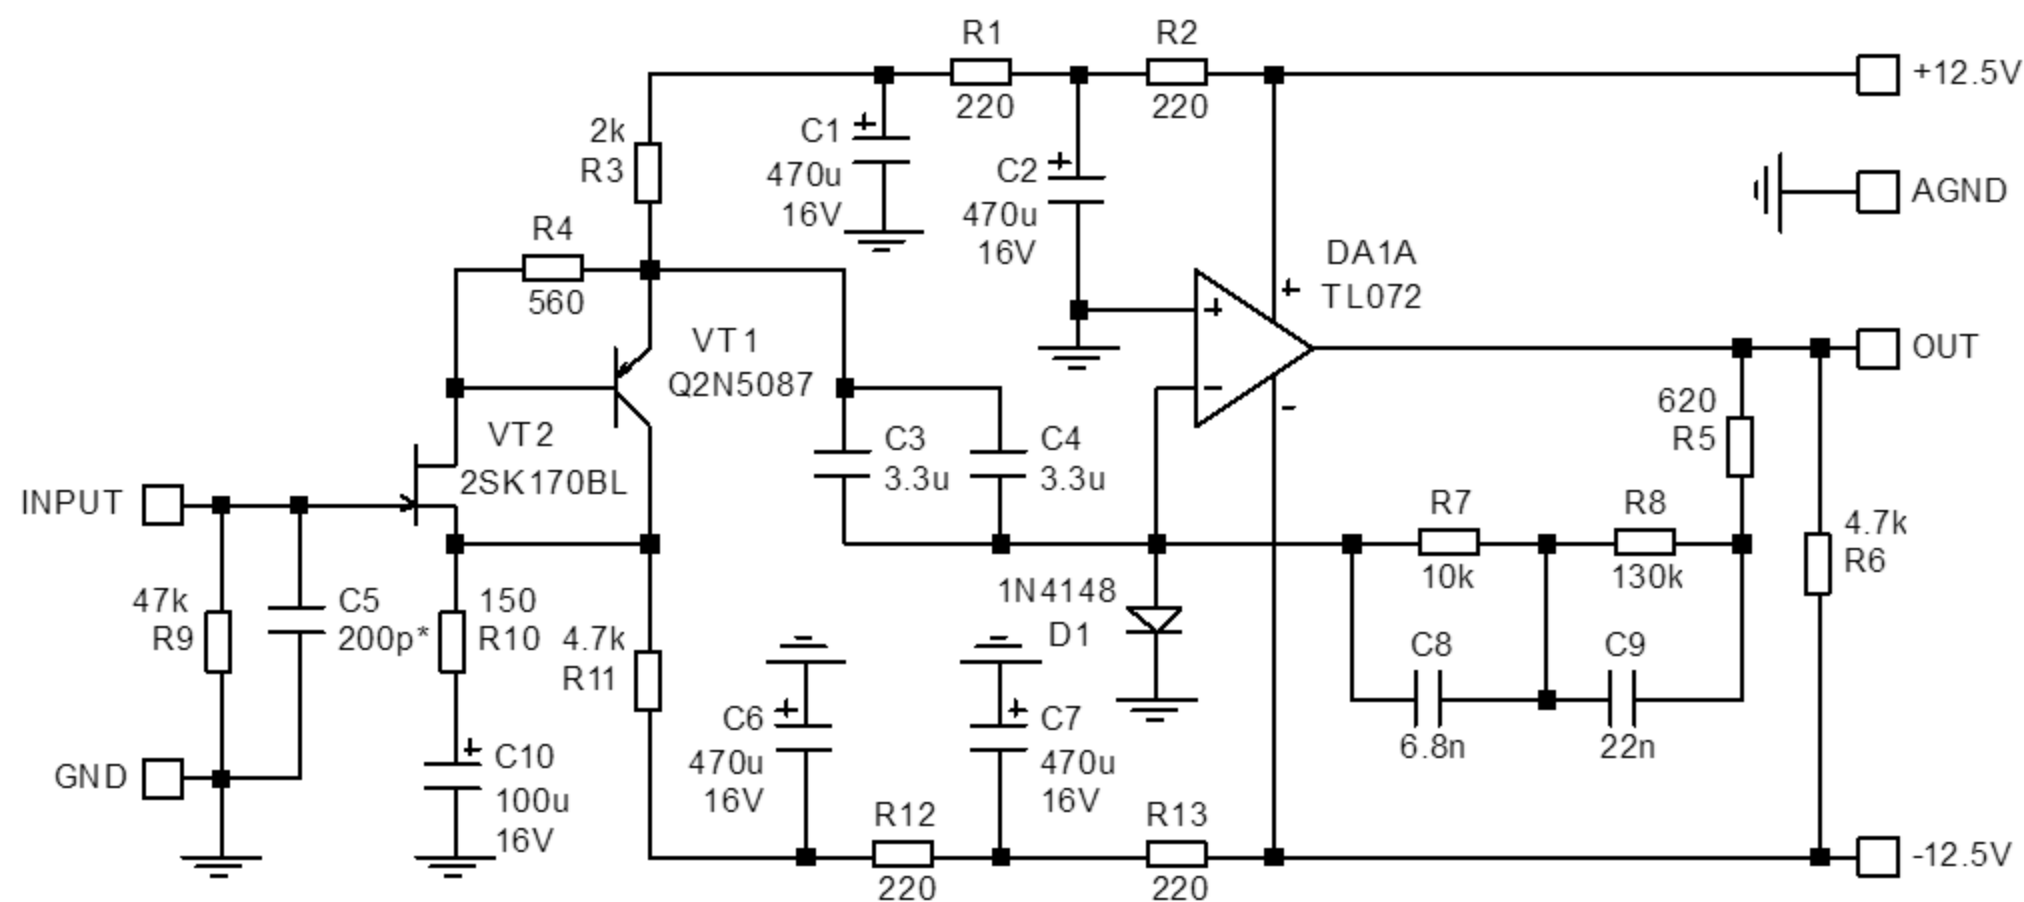 R1
220
R2
220
+12.5V
2k
R3
C1
470u
16V
C2
470u
16V
AGND
R4
560
DA1A
TL072
VT1
Q2N5087
OUT
620
R5
VT2
2SK170BL
C3
3.3u
C4
3.3u
INPUT
R7
10k
R8
130k
4.7k
R6
47k
R9
C5
200p*
150
R10
4.7k
R11
1N4148
D1
C8
6.8n
C9
22n
C6
470u
16V
C7
470u
16V
GND
C10
100u
16V
R12
220
R13
220
-12.5V